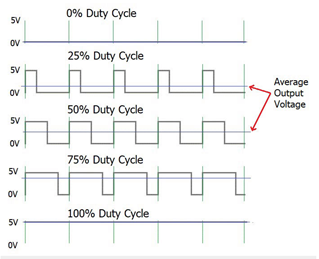 0% Duty Cycle
5V
0V
25% Duty Cycle
5V
0V
Average
Output
Voltage
50% Duty Cycle
5V
0V
75% Duty Cycle
5V
0V
100% Duty Cycle
5V
0V